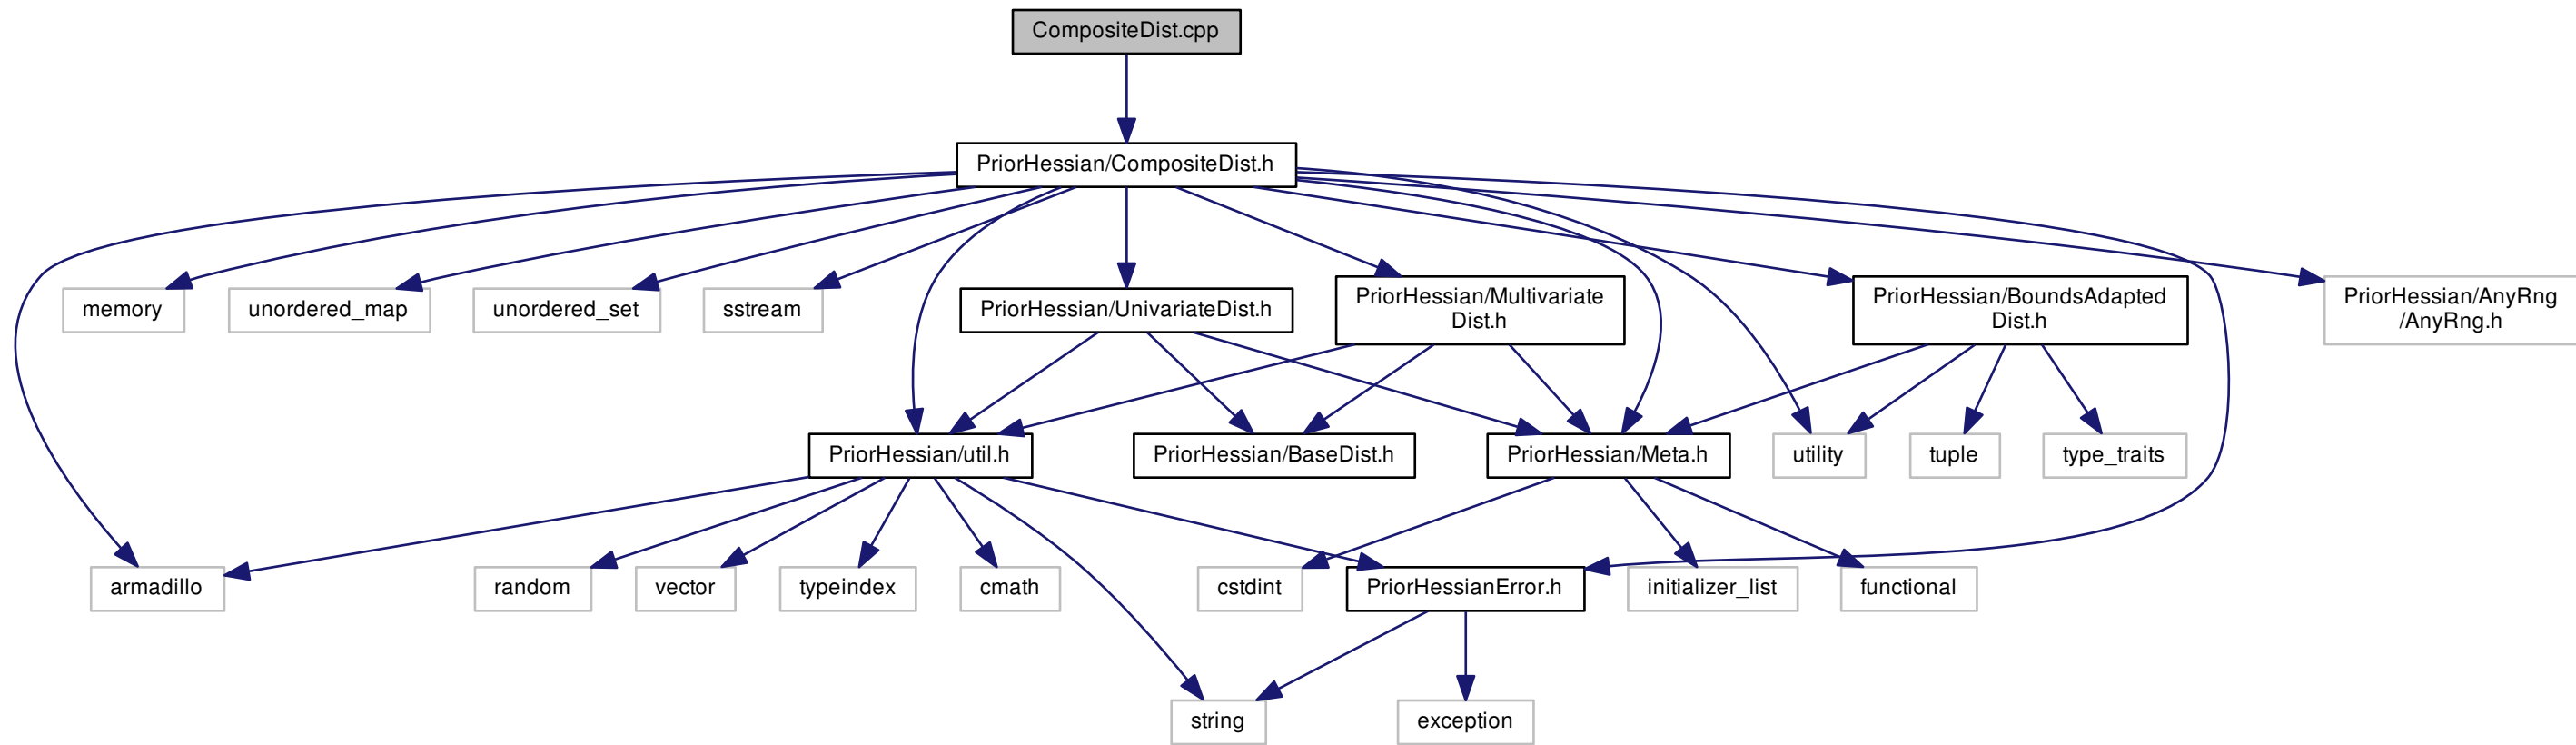 CompositeDist.cpp
PriorHessian/CompositeDist.h
memory
unordered_map
unordered_set
sstream
PriorHessian/UnivariateDist.h
PriorHessian/Multivariate
Dist.h
PriorHessian/BoundsAdapted
Dist.h
PriorHessian/AnyRng
/AnyRng.h
PriorHessian/util.h
PriorHessian/BaseDist.h
PriorHessian/Meta.h
utility
tuple
type_traits
armadillo
random
vector
typeindex
cmath
cstdint
PriorHessianError.h
initializer_list
functional
string
exception